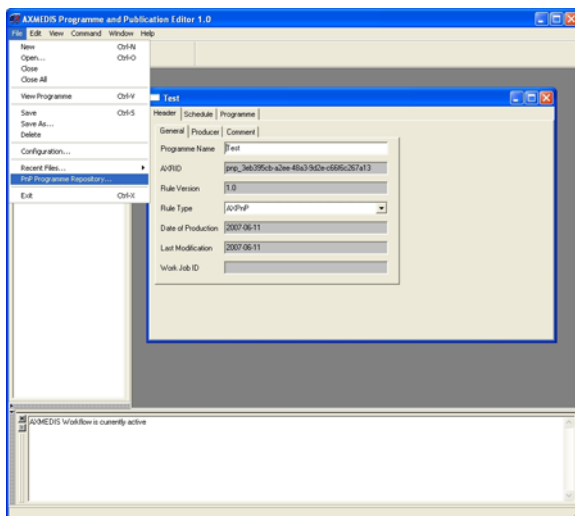 AXMEDIS Programme and Publication Editor 1.0
File Edit View Command Window Help
New Ctrl-N
Open... Ctrl-O
Close
Close All
View Programme Ctrl-V
Save Ctrl-S
Save As...
Delete
Configuration...
Recent Files...
PnP Programme Repository...
Exit Ctrl-X
Test
Header Schedule Programme
General Producer Comment
Programme Name Test
AXRID pnp_3eb395cb-a2ee-48a3-9d2e-c66f6c267a13
Rule Version 1.0
Rule Type AXPnP
Date of Production 2007-06-11
Last Modification 2007-06-11
Work Job ID
AXMEDIS Workflow is currently active